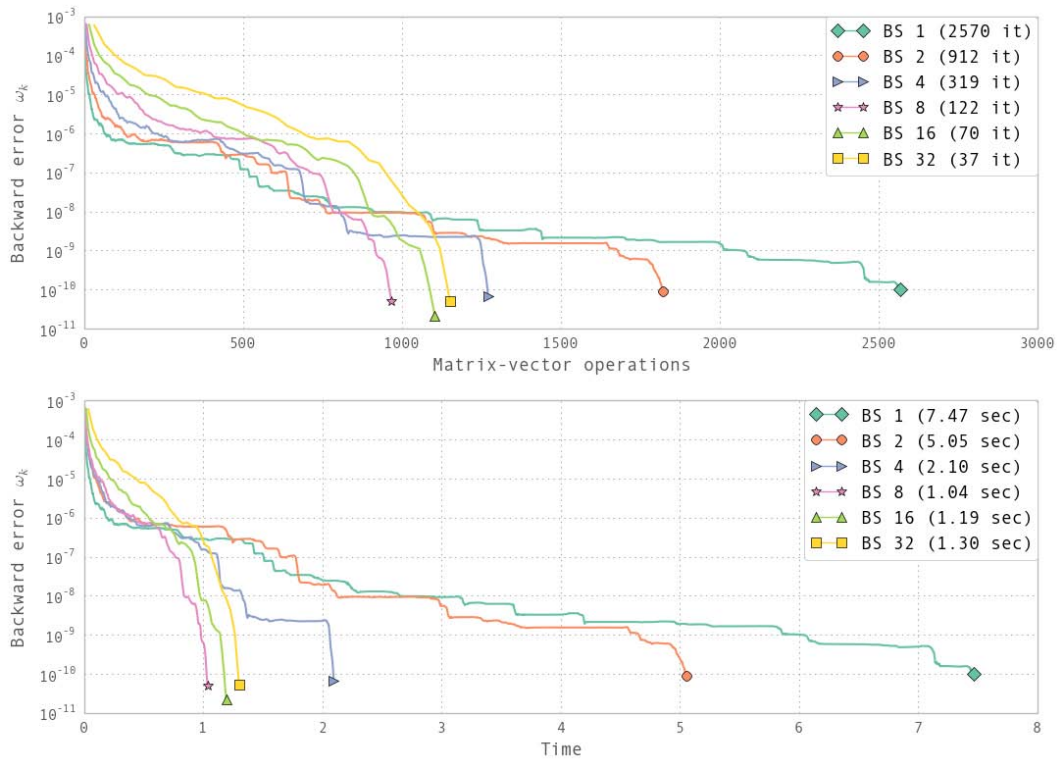 10⁻³
10⁻⁴
10⁻⁵
10⁻⁶
10⁻⁷
10⁻⁸
10⁻⁹
10⁻¹⁰
10⁻¹¹
Backward error ωₖ
BS 1 (2570 it)
BS 2 (912 it)
BS 4 (319 it)
BS 8 (122 it)
BS 16 (70 it)
BS 32 (37 it)
0 500 1000 1500 2000 2500 3000
Matrix-vector operations
10⁻³
10⁻⁴
10⁻⁵
10⁻⁶
10⁻⁷
10⁻⁸
10⁻⁹
10⁻¹⁰
10⁻¹¹
Backward error ωₖ
BS 1 (7.47 sec)
BS 2 (5.05 sec)
BS 4 (2.10 sec)
BS 8 (1.04 sec)
BS 16 (1.19 sec)
BS 32 (1.30 sec)
0 1 2 3 4 5 6 7 8
Time